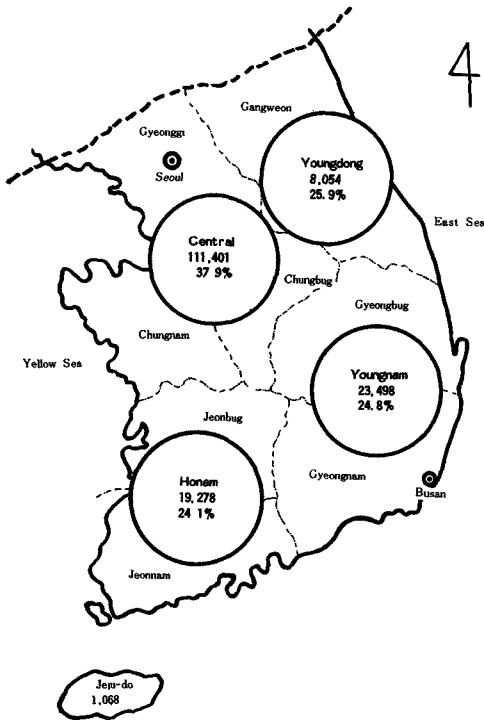 4
Gangweon
Gyeonggi
Seoul
Youngdong
8,054
25.9%
East Sea
Central
111,401
37 9%
Chungbug
Gyeongbug
Chungnam
Yellow Sea
Youngnam
23,498
24.8%
Jeonbug
Honam
19,278
24 1%
Gyeongnam
Busan
Jeonnam
Jeju-do
1,068